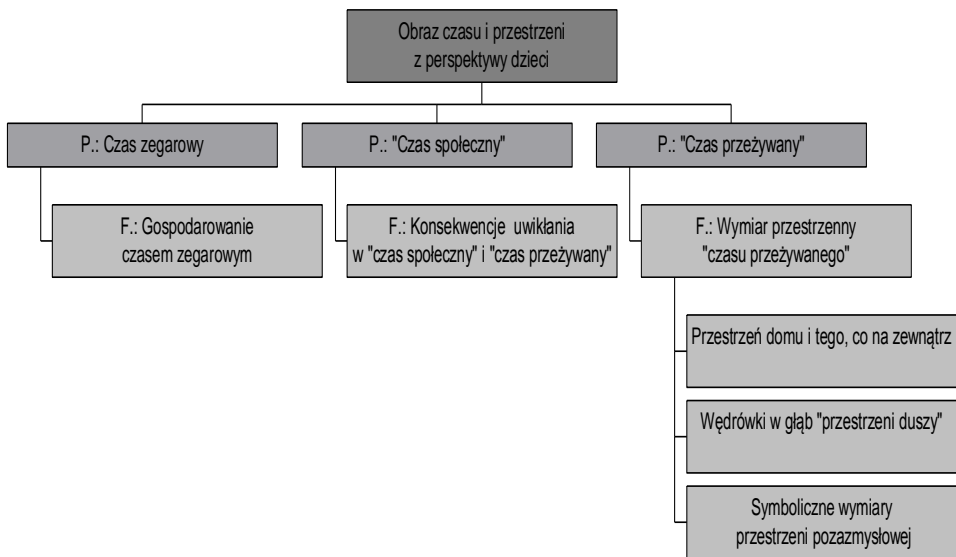 Obraz czasu i przestrzeni
z perspektywy dzieci
P.: Czas zegarowy
P.: "Czas społeczny"
P.: "Czas przeżywany"
F.: Gospodarowanie
czasem zegarowym
F.: Konsekwencje uwikłania
w "czas społeczny" i "czas przeżywany"
F.: Wymiar przestrzenny
"czasu przeżywanego"
Przestrzeń domu i tego, co na zewnątrz
Wędrówki w głąb "przestrzeni duszy"
Symboliczne wymiary
przestrzeni pozazmysłowej